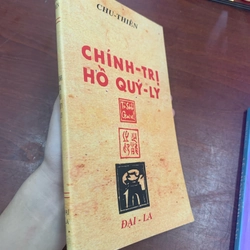 CHU-THIÊN
CHÍNH-TRỊ
HỒ QUÝ-LY
ĐẠI-LA